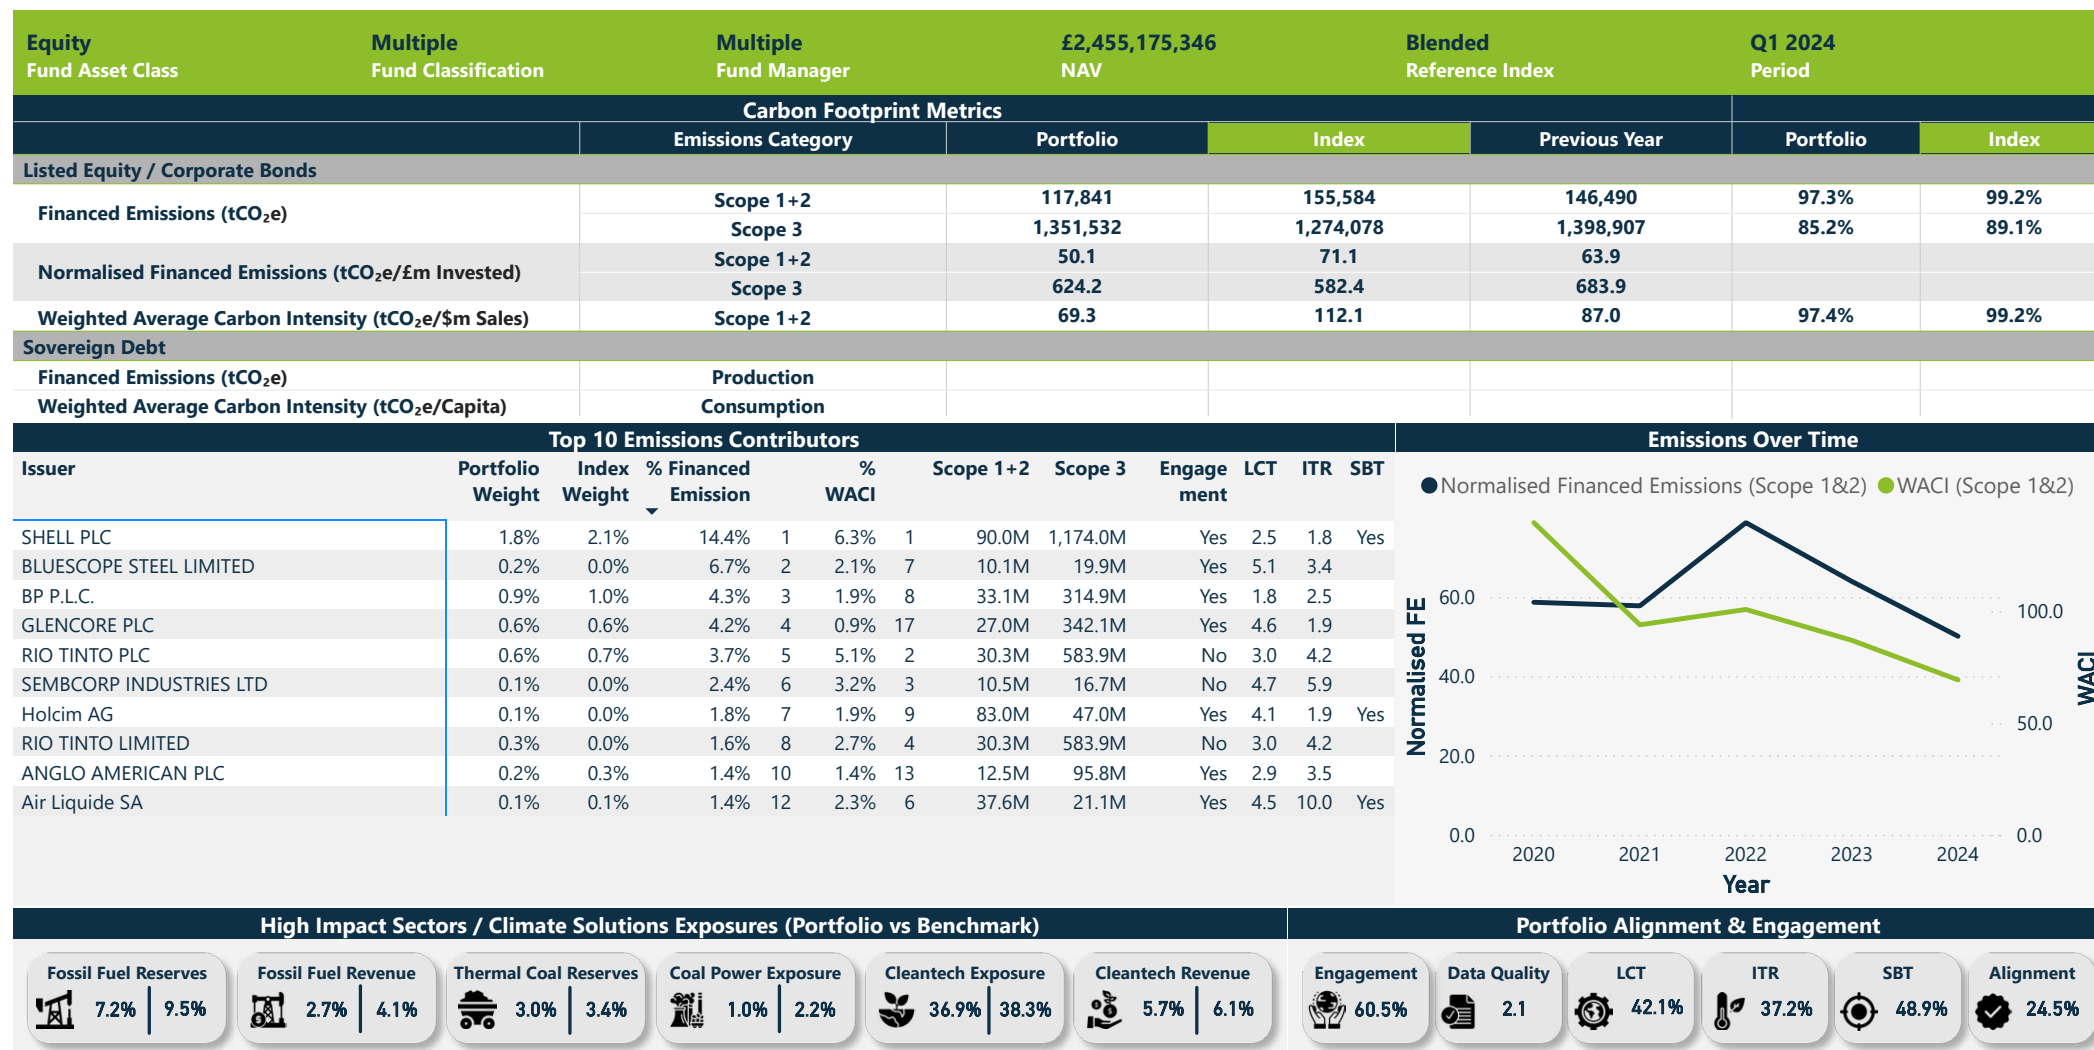 Equity Multiple Multiple £2,455,175,346 Blended Q1 2024
Fund Asset Class Fund Classification Fund Manager NAV Reference Index Period
Carbon Footprint Metrics
Emissions Category Portfolio Index Previous Year Portfolio Index
Listed Equity / Corporate Bonds
Financed Emissions (tCO₂e)
Scope 1+2 117,841 155,584 146,490 97.3% 99.2%
Scope 3 1,351,532 1,274,078 1,398,907 85.2% 89.1%
Normalised Financed Emissions (tCO₂e/£m Invested)
Scope 1+2 50.1 71.1 63.9
Scope 3 624.2 582.4 683.9
Weighted Average Carbon Intensity (tCO₂e/$m Sales) Scope 1+2 69.3 112.1 87.0 97.4% 99.2%
Sovereign Debt
Financed Emissions (tCO₂e) Production
Weighted Average Carbon Intensity (tCO₂e/Capita) Consumption
Top 10 Emissions Contributors
Issuer Portfolio Index % Financed % Scope 1+2 Scope 3 Engage LCT ITR SBT
Weight Weight Emission WACI ment
SHELL PLC 1.8% 2.1% 14.4% 1 6.3% 1 90.0M 1,174.0M Yes 2.5 1.8 Yes
BLUESCOPE STEEL LIMITED 0.2% 0.0% 6.7% 2 2.1% 7 10.1M 19.9M Yes 5.1 3.4
BP P.L.C. 0.9% 1.0% 4.3% 3 1.9% 8 33.1M 314.9M Yes 1.8 2.5
GLENCORE PLC 0.6% 0.6% 4.2% 4 0.9% 17 27.0M 342.1M Yes 4.6 1.9
RIO TINTO PLC 0.6% 0.7% 3.7% 5 5.1% 2 30.3M 583.9M No 3.0 4.2
SEMBCORP INDUSTRIES LTD 0.1% 0.0% 2.4% 6 3.2% 3 10.5M 16.7M No 4.7 5.9
Holcim AG 0.1% 0.0% 1.8% 7 1.9% 9 83.0M 47.0M Yes 4.1 1.9 Yes
RIO TINTO LIMITED 0.3% 0.0% 1.6% 8 2.7% 4 30.3M 583.9M No 3.0 4.2
ANGLO AMERICAN PLC 0.2% 0.3% 1.4% 10 1.4% 13 12.5M 95.8M Yes 2.9 3.5
Air Liquide SA 0.1% 0.1% 1.4% 12 2.3% 6 37.6M 21.1M Yes 4.5 10.0 Yes
Emissions Over Time
Normalised Financed Emissions (Scope 1&2) WACI (Scope 1&2)
Normalised FE
60.0
40.0
20.0
0.0
100.0
50.0
0.0
WACI
2020 2021 2022 2023 2024
Year
High Impact Sectors / Climate Solutions Exposures (Portfolio vs Benchmark)
Fossil Fuel Reserves Fossil Fuel Revenue Thermal Coal Reserves Coal Power Exposure Cleantech Exposure Cleantech Revenue
7.2% 9.5% 2.7% 4.1% 3.0% 3.4% 1.0% 2.2% 36.9% 38.3% 5.7% 6.1%
Portfolio Alignment & Engagement
Engagement Data Quality LCT ITR SBT Alignment
60.5% 2.1 42.1% 37.2% 48.9% 24.5%